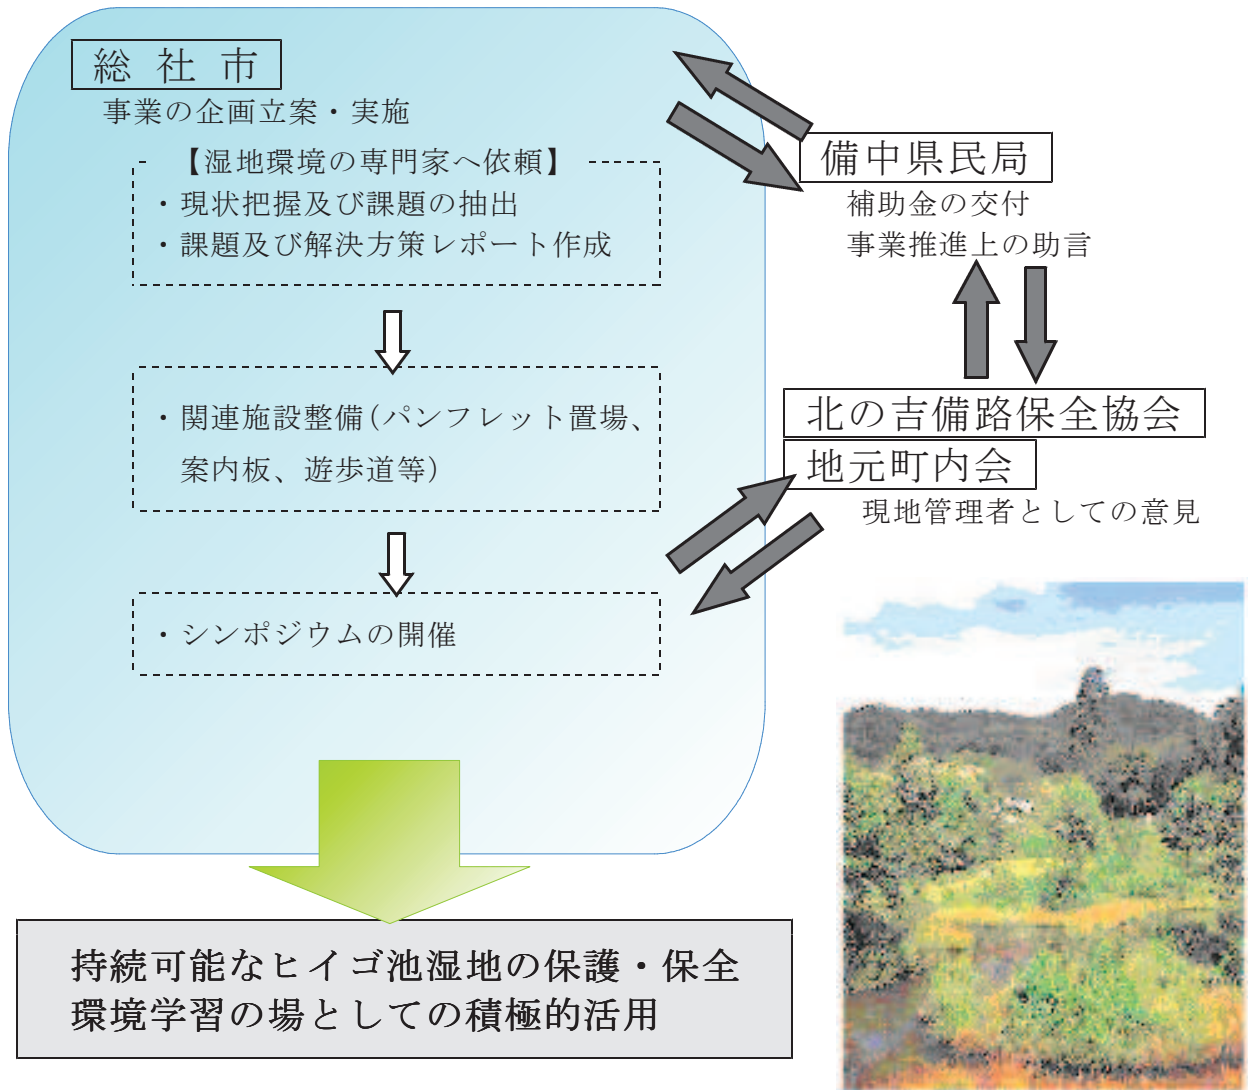 総社市
事業の企画立案・実施
【湿地環境の専門家へ依頼】
・現状把握及び課題の抽出
・課題及び解決方策レポート作成
・関連施設整備(パンフレット置場、
案内板、遊歩道等)
・シンポジウムの開催
備中県民局
補助金の交付
事業推進上の助言
北の吉備路保全協会
地元町内会
現地管理者としての意見
持続可能なヒイゴ池湿地の保護・保全
環境学習の場としての積極的活用